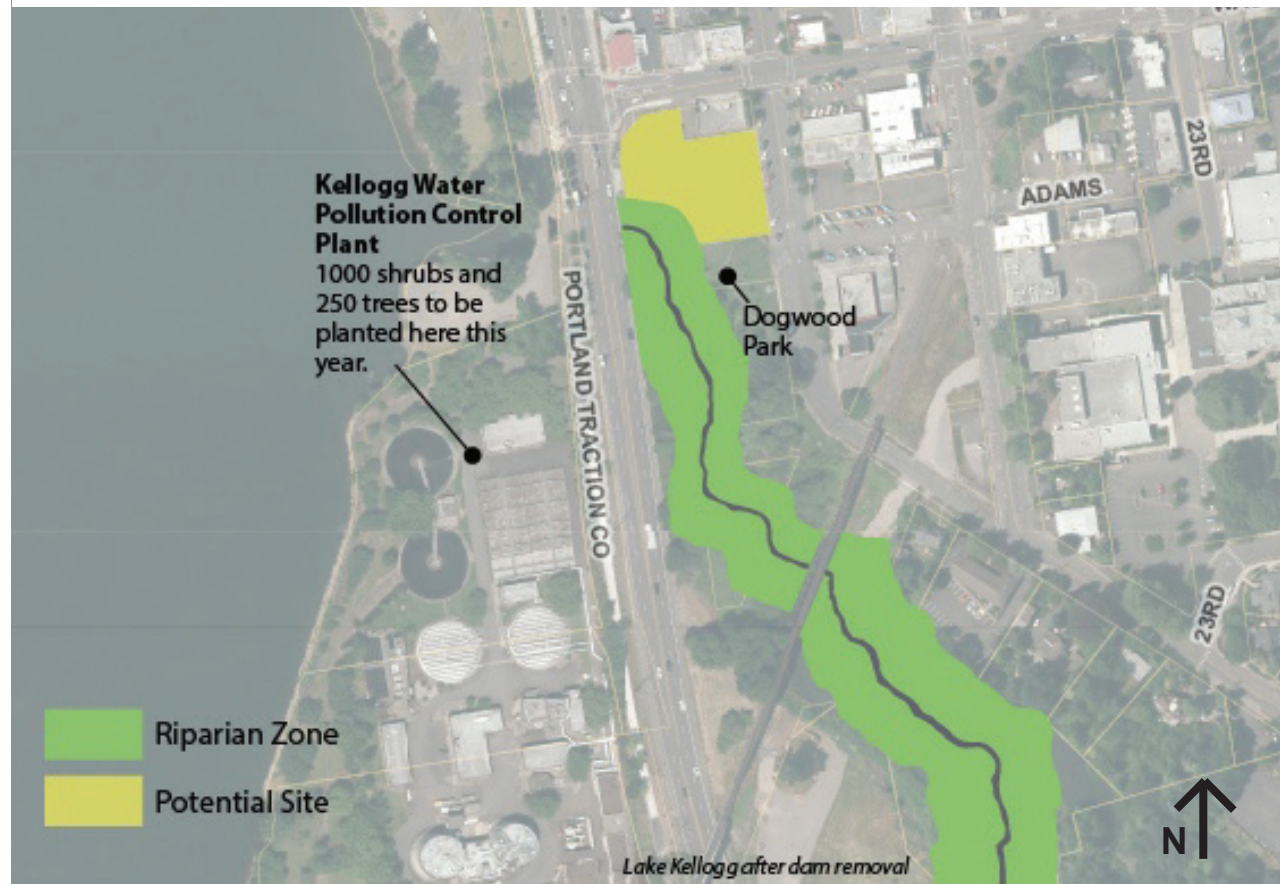 Kellogg Water
Pollution Control
Plant
1000 shrubs and
250 trees to be
planted here this
year.
PORTLAND TRACTION CO
Dogwood
Park
ADAMS
23RD
23RD
Riparian Zone
Potential Site
Lake Kellogg after dam removal
N